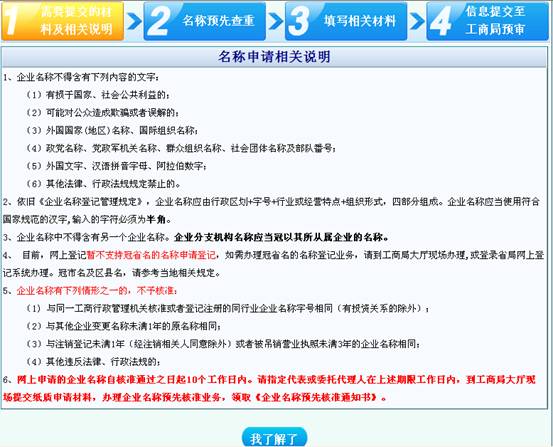 1 需要提交的材
料及相关说明
2 名称预先查重
3 填写相关材料
4 信息提交至
工商局预审
名称申请相关说明
1、企业名称不得含有下列内容的文字:
(1)有损于国家、社会公共利益的;
(2)可能对公众造成欺骗或者误解的;
(3)外国国家(地区)名称、国际组织名称;
(4)政党名称、党政军机关名称、群众组织名称、社会团体名称及部队番号;
(5)外国文字、汉语拼音字母、阿拉伯数字;
(6)其他法律、行政法规规定禁止的。
2、依旧《企业名称登记管理规定》,企业名称应由行政区划+字号+行业或经营特点+组织形式,四部分组成。企业名称应当使用符合
国家规范的汉字,输入的字符必须为半角。
3、企业名称中不得含有另一个企业名称。企业分支机构名称应当冠以其所从属企业的名称。
4、 目前,网上登记暂不支持冠省名的名称申请登记,如需办理冠省名的名称登记业务,请到工商局大厅现场办理,或登录省局网上登
记系统办理。冠市名及区县名,请参考当地相关规定。
5、企业名称有下列情形之一的,不予核准:
(1) 与同一工商行政管理机关核准或者登记注册的同行业企业名称字号相同(有投资关系的除外);
(2)与其他企业变更名称未满1年的原名称相同;
(3)与注销登记未满1年(经注销相关人同意除外)或者被吊销营业执照未满3年的企业名称相同;
(4)其他违反法律、行政法规的;
6、网上申请的企业名称自核准通过之日起10个工作日内。请指定代表或委托代理人在上述期限工作日内,到工商局大厅现
场提交纸质申请材料,办理企业名称预先核准业务,领取《企业名称预先核准通知书》。
我了解了